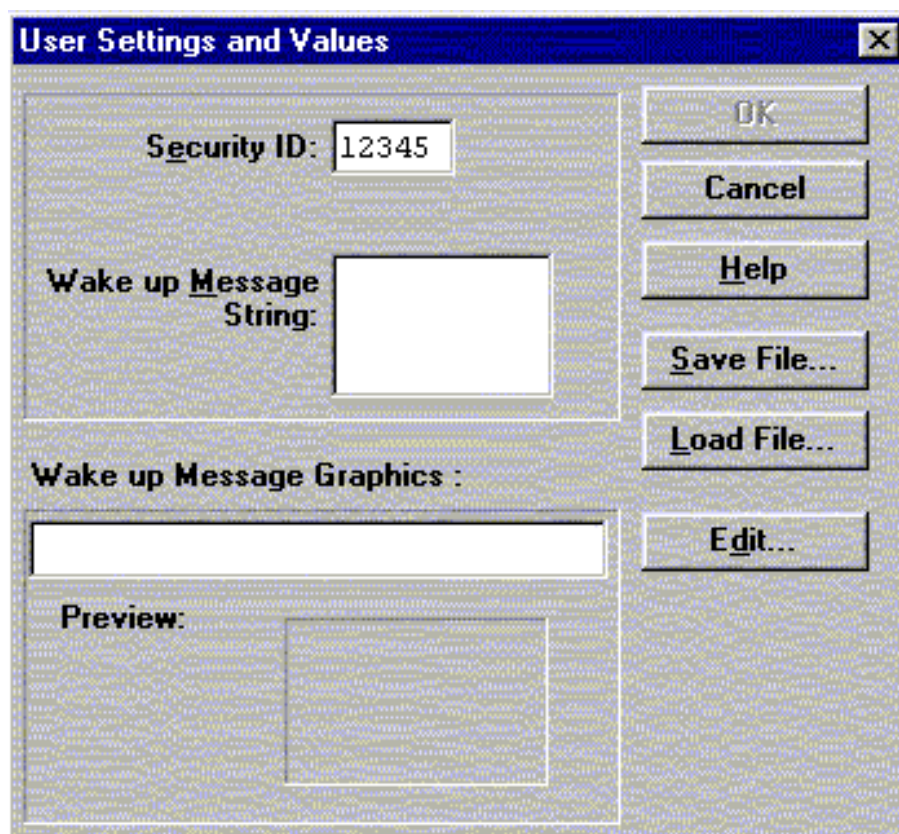 User Settings and Values
OK
Security ID: 12345
Cancel
Help
Wake up Message
String:
Save File...
Load File...
Wake up Message Graphics :
Edit...
Preview: